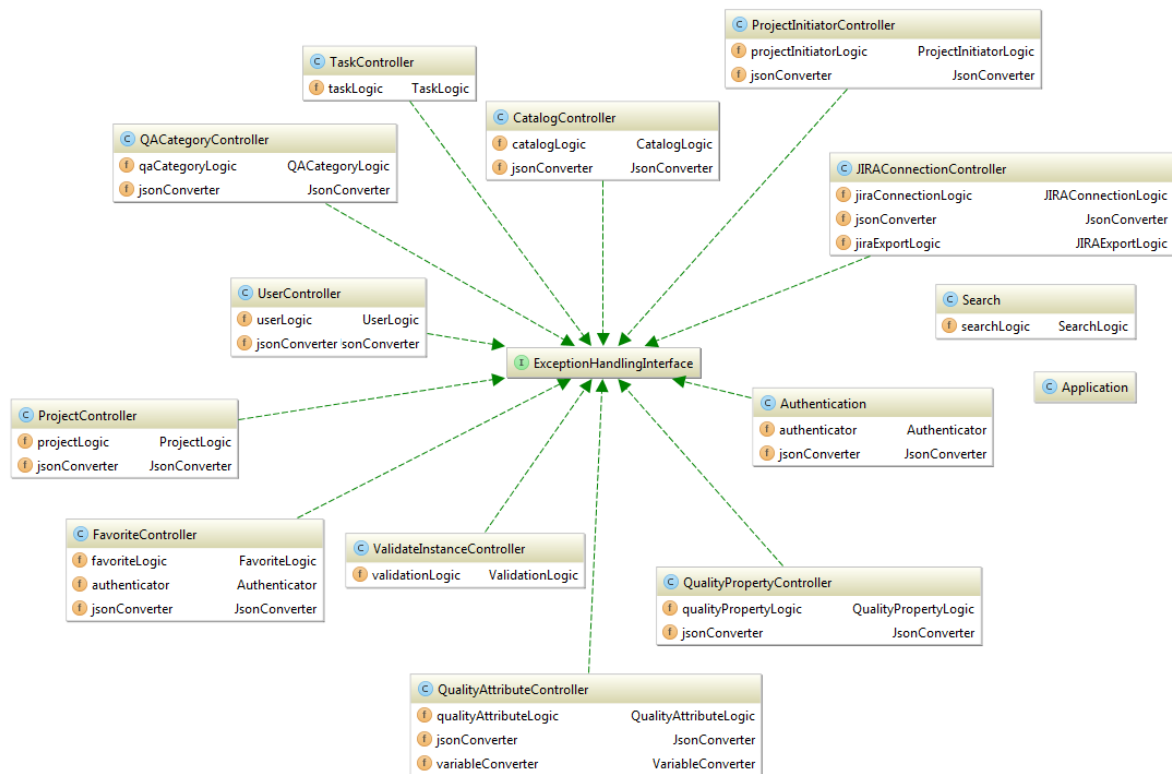 ProjectInitiatorController
projectInitiatorLogic ProjectInitiatorLogic
jsonConverter JsonConverter
TaskController
taskLogic TaskLogic
CatalogController
catalogLogic CatalogLogic
jsonConverter JsonConverter
QACategoryController
qaCategoryLogic QACategoryLogic
jsonConverter JsonConverter
JIRAConnectionController
jiraConnectionLogic JIRAConnectionLogic
jsonConverter JsonConverter
jiraExportLogic JIRAExportLogic
UserController
userLogic UserLogic
jsonConverter sonConverter
Search
searchLogic SearchLogic
ExceptionHandlingInterface
Application
ProjectController
projectLogic ProjectLogic
jsonConverter JsonConverter
Authentication
authenticator Authenticator
jsonConverter JsonConverter
FavoriteController
favoriteLogic FavoriteLogic
authenticator Authenticator
jsonConverter JsonConverter
ValidateInstanceController
validationLogic ValidationLogic
QualityPropertyController
qualityPropertyLogic QualityPropertyLogic
jsonConverter JsonConverter
QualityAttributeController
qualityAttributeLogic QualityAttributeLogic
jsonConverter JsonConverter
variableConverter VariableConverter